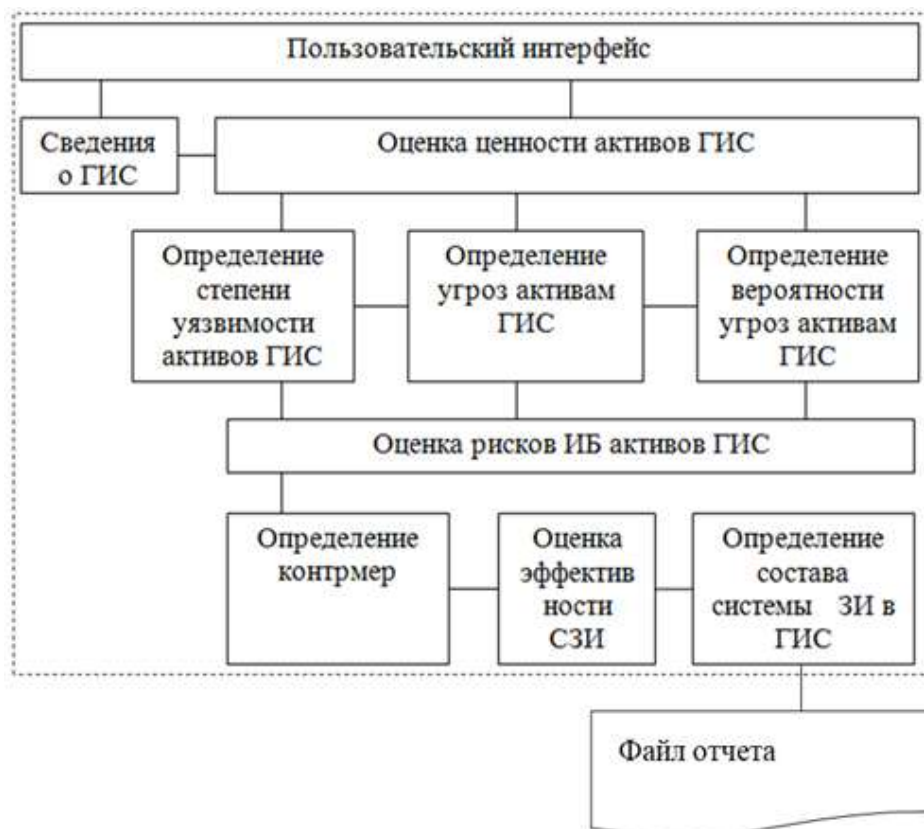 Пользовательский интерфейс
Сведения
о ГИС
Оценка ценности активов ГИС
Определение
степени
уязвимости
активов ГИС
Определение
угроз активам
ГИС
Определение
вероятности
угроз активам
ГИС
Оценка рисков ИБ активов ГИС
Определение
контрмер
Оценка
эффектив
ности
СЗИ
Определение
состава
системы ЗИ в
ГИС
Файл отчета